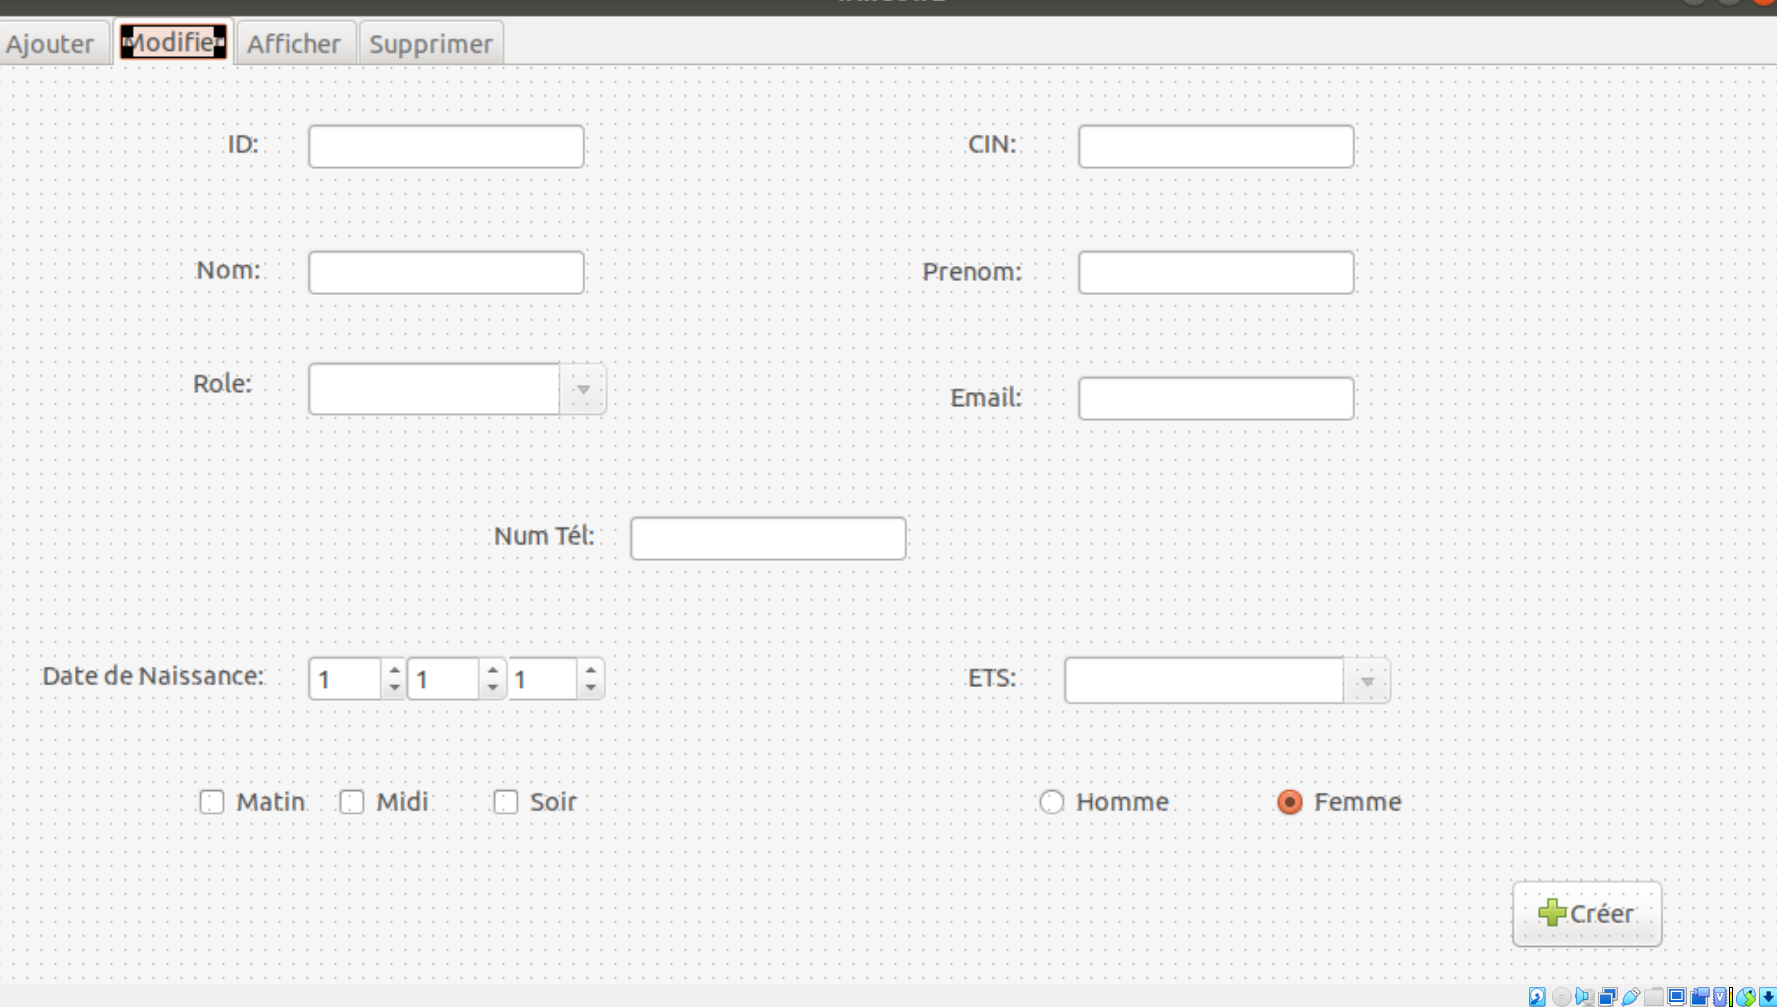 Ajouter Modifier Afficher Supprimer
ID: CIN:
Nom: Prenom:
Role: Email:
Num Tél:
Date de Naissance: 1 1 1 ETS:
Matin Midi Soir Homme Femme
Créer